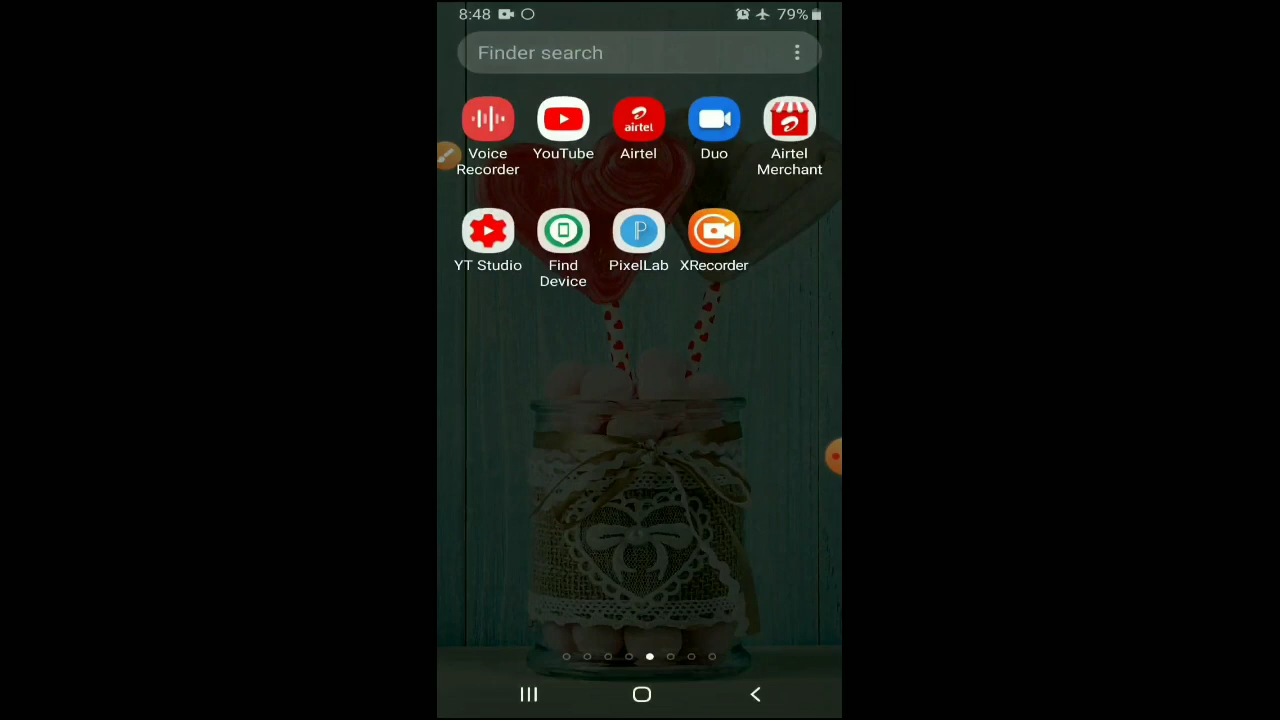 8:48
79%
Finder search
airtel
Voice Recorder
YouTube
Airtel
Duo
Airtel Merchant
P
YT Studio
Find Device
PixelLab
XRecorder